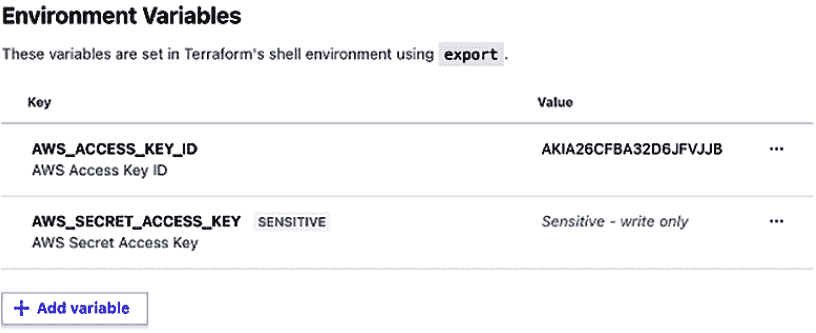 Environment Variables
These variables are set in Terraform's shell environment using export.
Key Value
AWS_ACCESS_KEY_ID AKIA26CFBA32D6JFVJJB ...
AWS Access Key ID
AWS_SECRET_ACCESS_KEY SENSITIVE Sensitive - write only ...
AWS Secret Access Key
+ Add variable